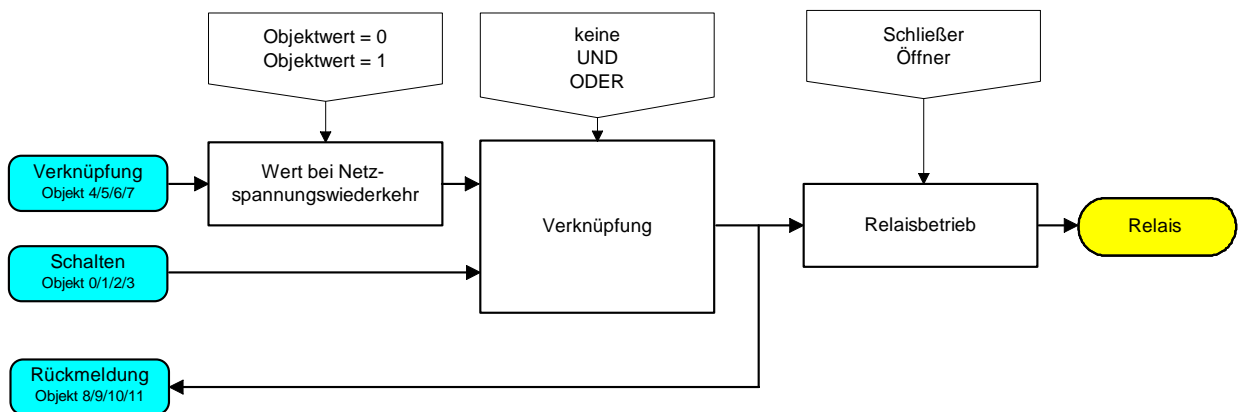 Objektwert = 0
Objektwert = 1
keine
UND
ODER
Schließer
Öffner
Verknüpfung
Objekt 4/5/6/7
Wert bei Netz-
spannungswiederkehr
Verknüpfung
Relaisbetrieb
Relais
Schalten
Objekt 0/1/2/3
Rückmeldung
Objekt 8/9/10/11